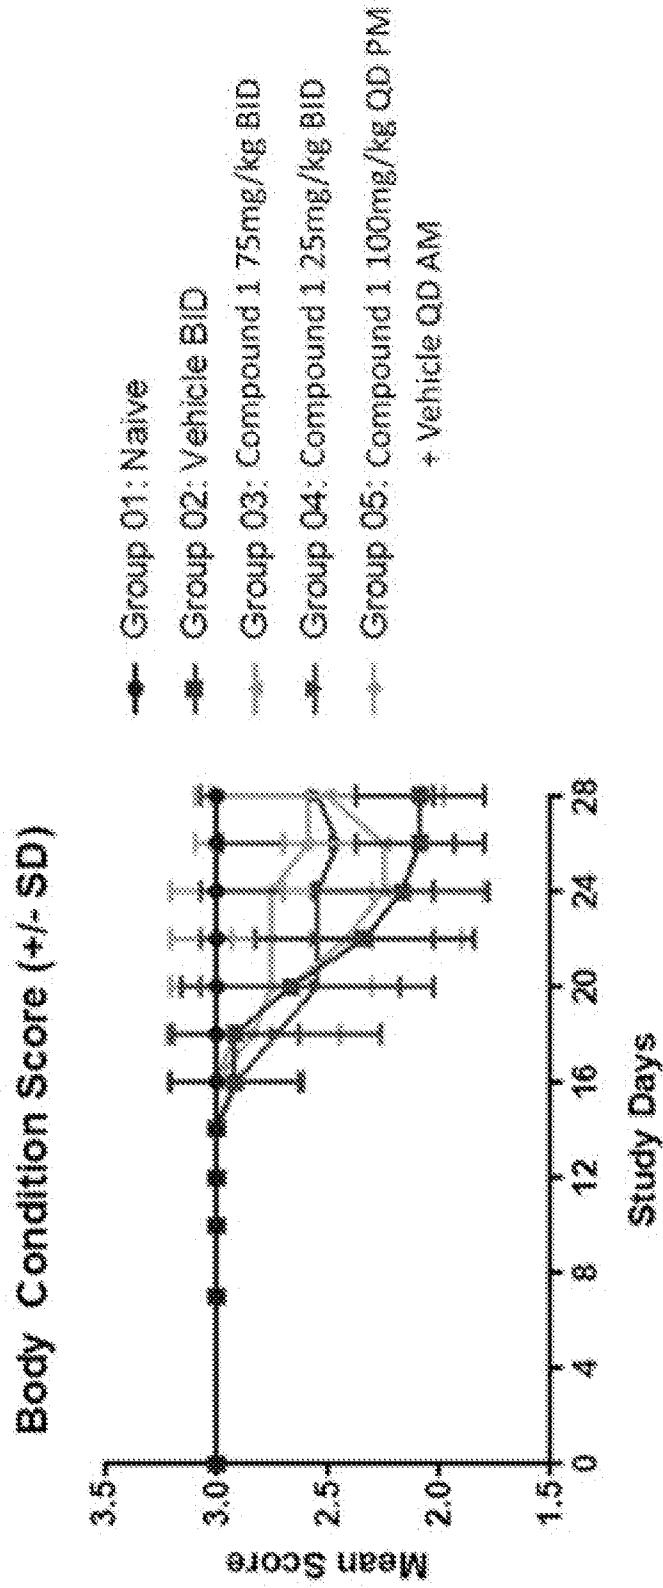 Body Condition Score (+/- SD)
Mean Score
3.5
3.0
2.5
2.0
1.5
0 4 8 12 16 20 24 28
Study Days
Group 01: Naive
Group 02: Vehicle BID
Group 03: Compound 1 75mg/kg BID
Group 04: Compound 1 25mg/kg BID
Group 05: Compound 1 100mg/kg QD PM
+ Vehicle QD AM